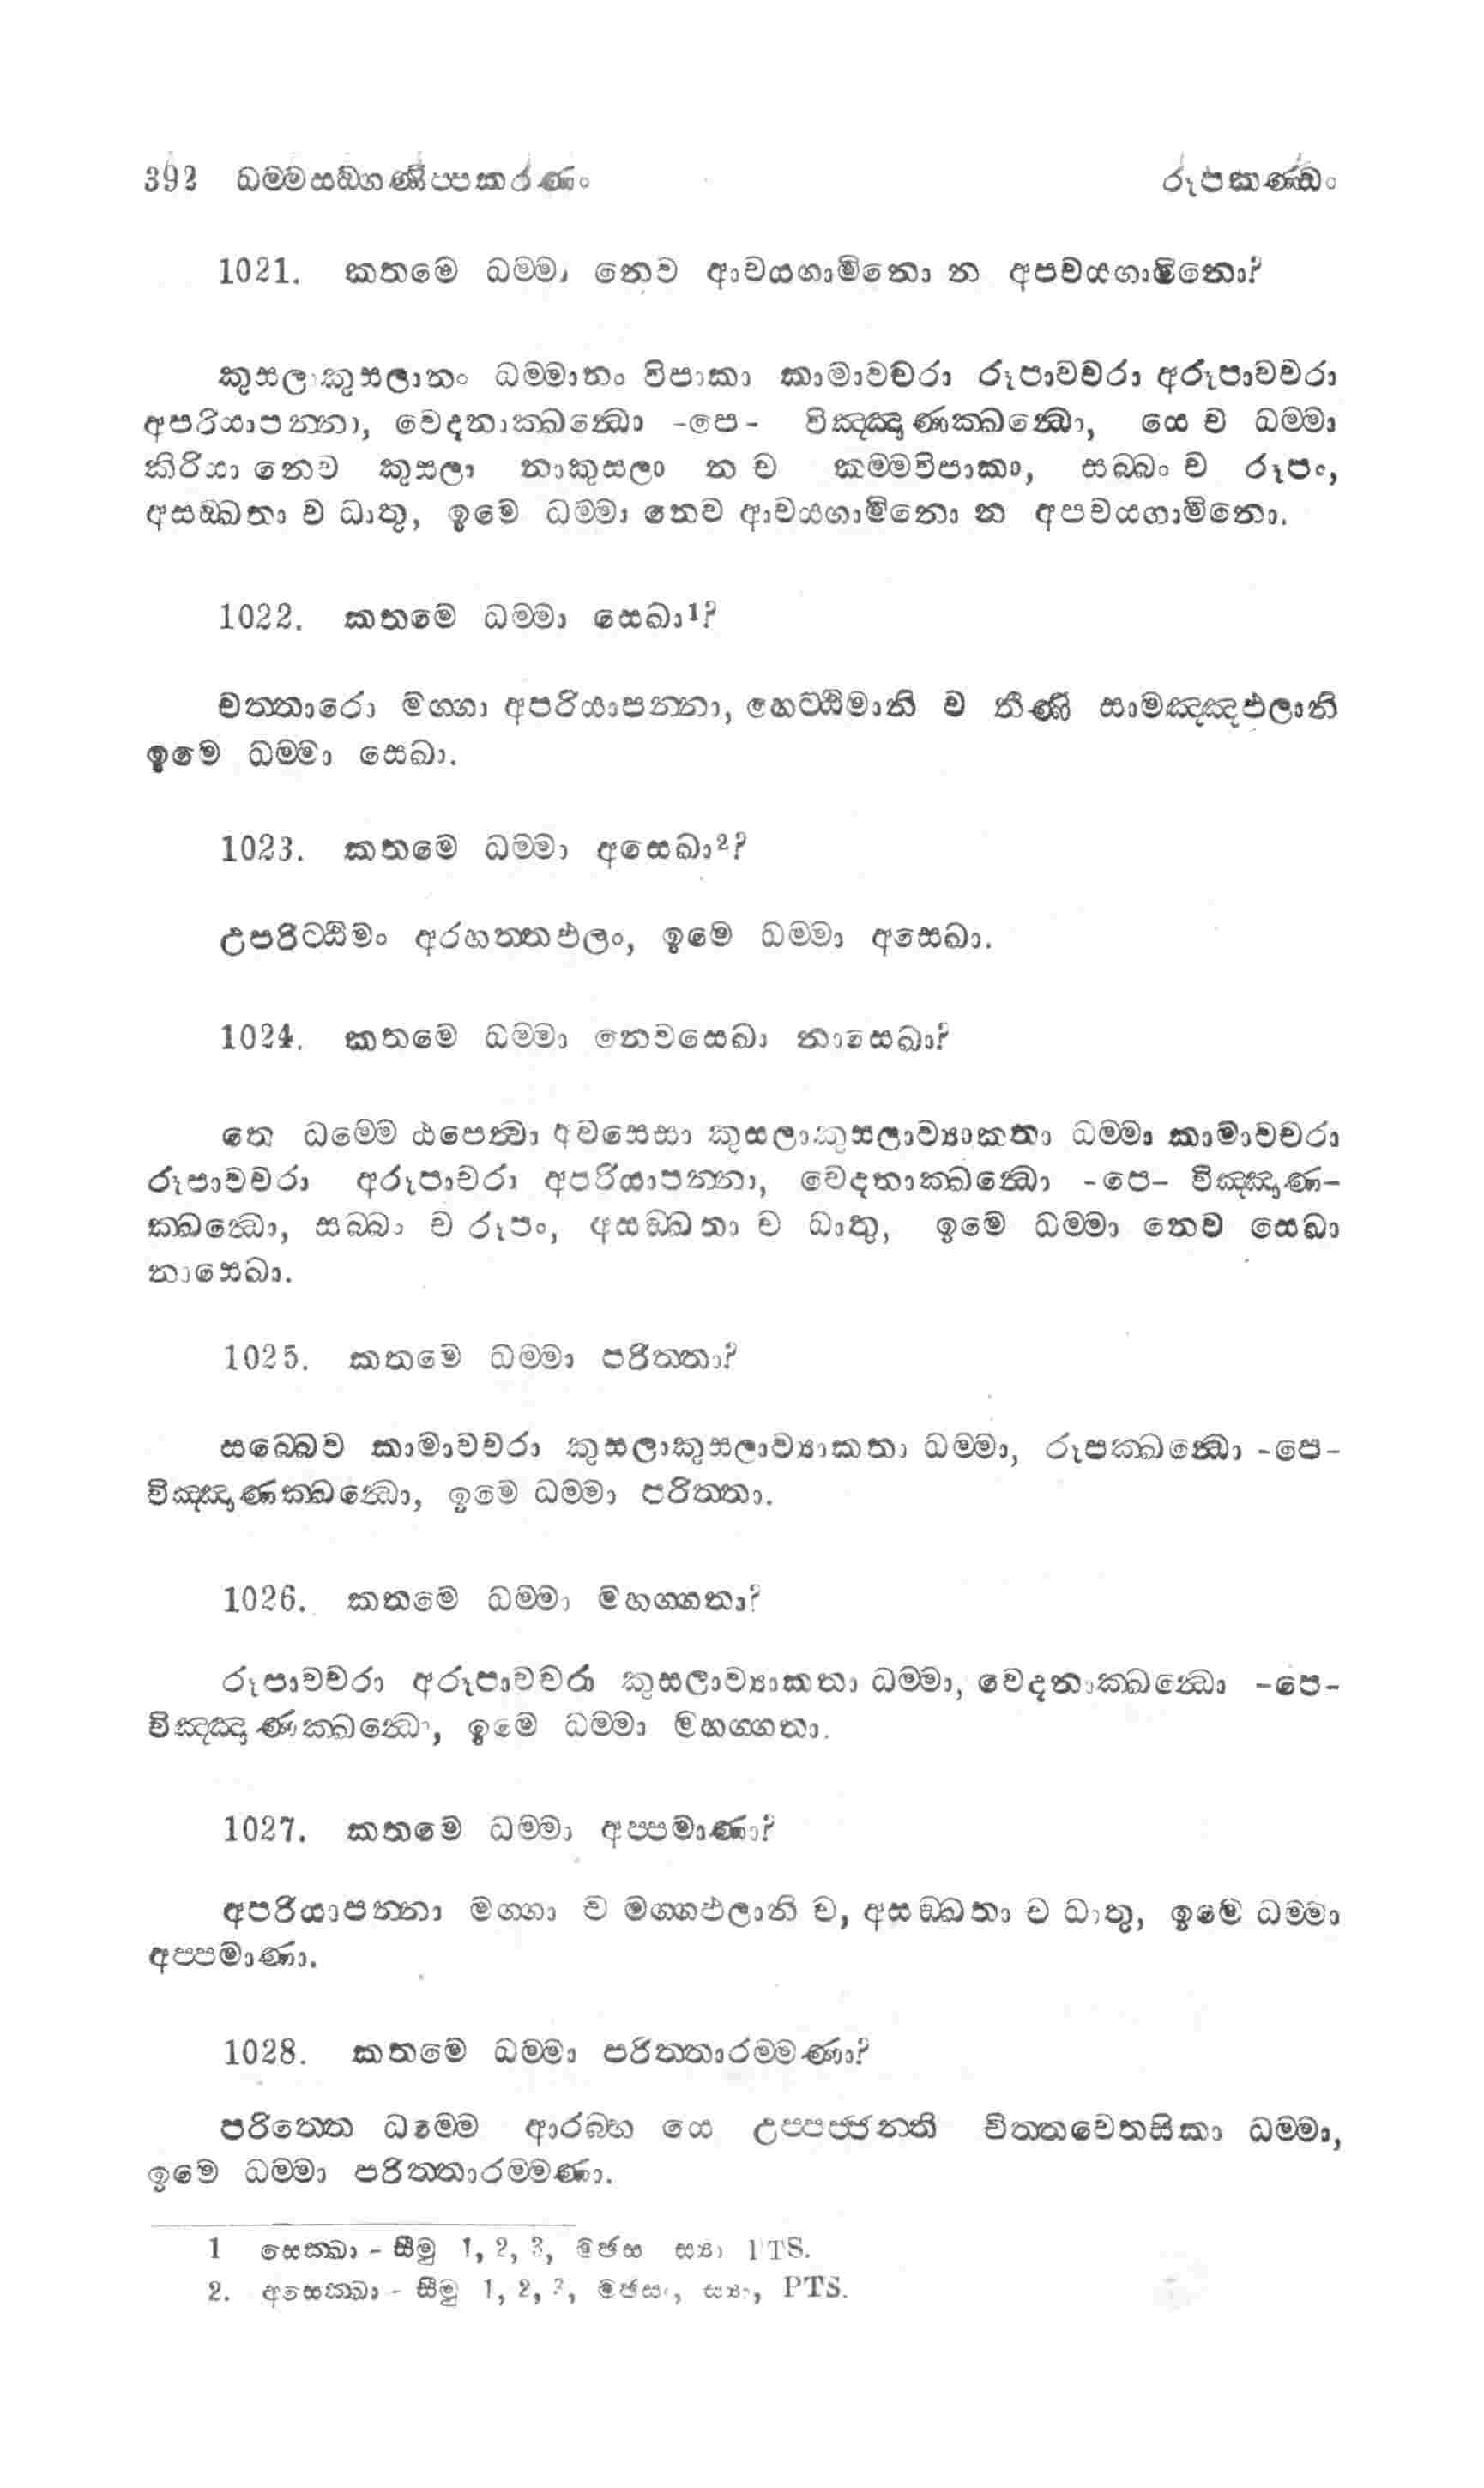 392 ධම්මසඞ්ගණිප්පකරණං රූපකණ්ඩං
1021. කතමෙ ධම්මා නෙව ආචයගාමිනො න අපචයගාමිනො?
කුසලාකුසලානං ධම්මානං විපාකා කාමාවචරා රූපාවචරා අරූපාවචරා
අපරියාපන්නා, වෙදනාක්ඛන්ධො -පෙ- විඤ්ඤාණක්ඛන්ධො, යෙ ච ධම්මා
කිරියා නෙව කුසලා නාකුසලා න ච කම්මවිපාකා, සබ්බං ච රූපං,
අසඞ්ඛතා ච ධාතු, ඉමෙ ධම්මා නෙව ආචයගාමිනො න අපචයගාමිනො.
1022. කතමෙ ධම්මා සෙඛා¹?
චත්තාරො මග්ගා අපරියාපන්නා, හෙට්ඨිමානි ච තීණි සාමඤ්ඤඵලානි
ඉමෙ ධම්මා සෙඛා.
1023. කතමෙ ධම්මා අසෙඛා²?
උපරිට්ඨිමං අරහත්තඵලං, ඉමෙ ධම්මා අසෙඛා.
1024. කතමෙ ධම්මා නෙවසෙඛා නාසෙඛා?
තෙ ධම්මෙ ඨපෙත්වා අවසෙසා කුසලාකුසලාව්‍යාකතා ධම්මා කාමාවචරා
රූපාවචරා අරූපාචරා අපරියාපන්නා, වෙදනාක්ඛන්ධො -පෙ- විඤ්ඤාණ-
ක්ඛන්ධො, සබ්බා ච රූපං, අසඞ්ඛතා ච ධාතු, ඉමෙ ධම්මා නෙව සෙඛා
නාසෙඛා.
1025. කතමෙ ධම්මා පරිත්තා?
සබ්බෙව කාමාවචරා කුසලාකුසලාව්‍යාකතා ධම්මා, රූපක්ඛන්ධො -පෙ-
විඤ්ඤාණක්ඛන්ධො, ඉමෙ ධම්මා පරිත්තා.
1026. කතමෙ ධම්මා මහග්ගතා?
රූපාවචරා අරූපාවචරා කුසලාව්‍යාකතා ධම්මා, වෙදනාක්ඛන්ධො -පෙ-
විඤ්ඤාණක්ඛන්ධො, ඉමෙ ධම්මා මහග්ගතා.
1027. කතමෙ ධම්මා අප්පමාණා?
අපරියාපන්නා මග්ගා ච මග්ගඵලානි ච, අසඞ්ඛතා ච ධාතු, ඉමෙ ධම්මා
අප්පමාණා.
1028. කතමෙ ධම්මා පරිත්තාරම්මණා?
පරිත්තෙ ධම්මෙ ආරබ්භ යෙ උප්පජ්ජන්ති චිත්තචෙතසිකා ධම්මා,
ඉමෙ ධම්මා පරිත්තාරම්මණා.
1 සෙක්ඛා - සීමු 1, 2, 3, මජ්සං ස්‍යා PTS.
2. අසෙක්ඛා - සීමු 1, 2, 3, මජ්සං, ස්‍යා, PTS.